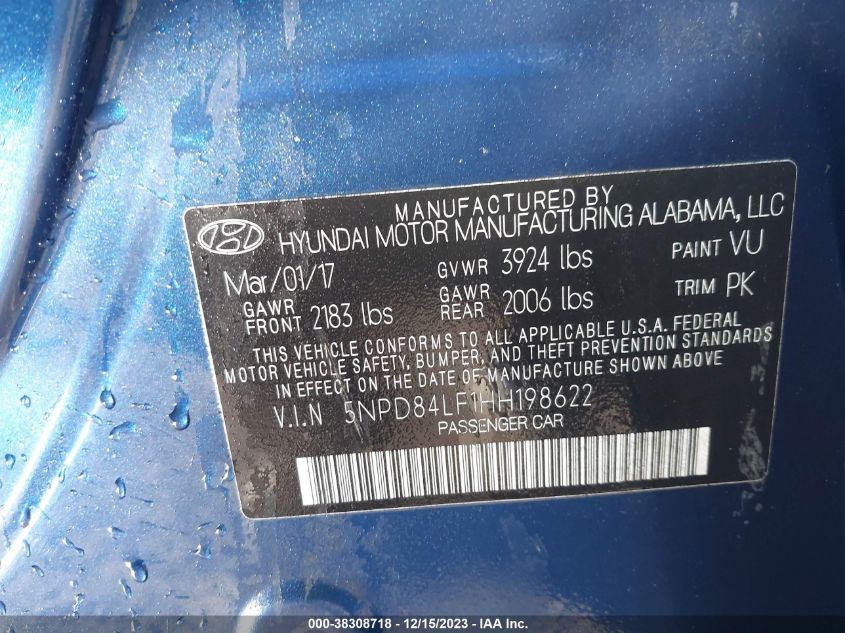 MANUFACTURED BY
HYUNDAI MOTOR MANUFACTURING ALABAMA, LLC
Mar/01/17 GVWR 3924 lbs PAINT VU
GAWR FRONT 2183 lbs GAWR REAR 2006 lbs TRIM PK
THIS VEHICLE CONFORMS TO ALL APPLICABLE U.S.A. FEDERAL
MOTOR VEHICLE SAFETY, BUMPER, AND THEFT PREVENTION STANDARDS
IN EFFECT ON THE DATE OF MANUFACTURE SHOWN ABOVE
V.I.N 5NPD84LF1HH198622
PASSENGER CAR
000-38308718 - 12/15/2023 - IAA Inc.